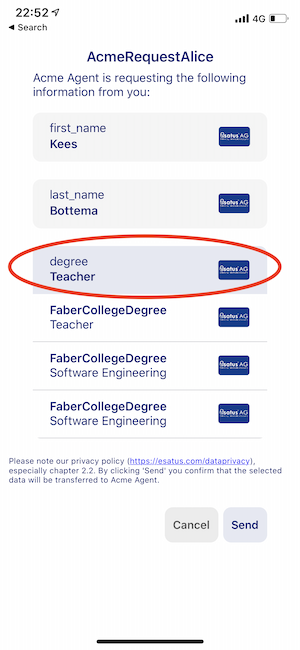 22:52
4G
◀ Search
AcmeRequestAlice
Acme Agent is requesting the following
information from you:
first_name
Kees
esatus AG
last_name
Bottema
esatus AG
degree
Teacher
esatus AG
FaberCollegeDegree
Teacher
esatus AG
FaberCollegeDegree
Software Engineering
esatus AG
FaberCollegeDegree
Software Engineering
esatus AG
Please note our privacy policy (https://esatus.com/dataprivacy),
especially chapter 2.2. By clicking 'Send' you confirm that the selected
data will be transferred to Acme Agent.
Cancel
Send